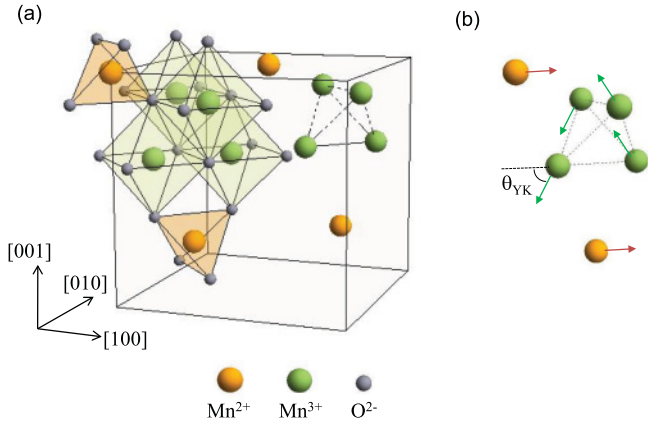 (a)
(b)
θYK
[001]
[010]
[100]
Mn²⁺
Mn³⁺
O²⁻